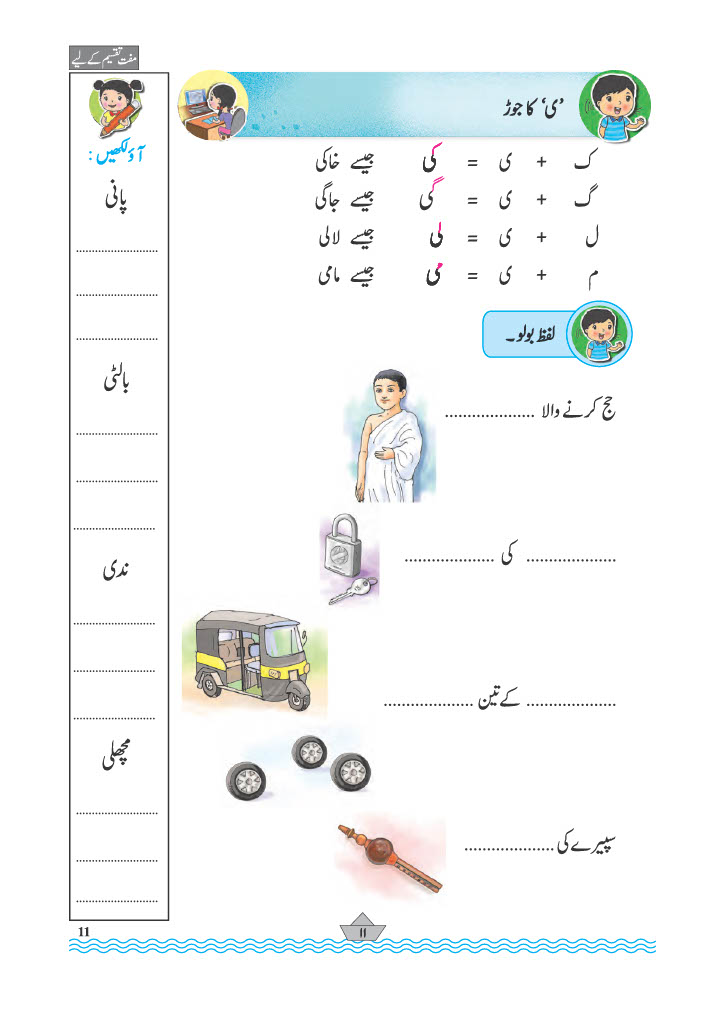 مفت تقسیم کے لیے
’ی‘ کا جوڑ
ک + ی = کی جیسے خاکی
گ + ی = گی جیسے جاگی
ل + ی = لی جیسے لالی
م + ی = می جیسے مامی
لفظ بولو۔
حج کرنے والا ....................
.................... کی ....................
.................... کے تین ....................
سپیرے کی ....................
آؤ لکھیں :
پانی
....................
....................
....................
بالٹی
....................
....................
....................
ندی
....................
....................
....................
مچھلی
....................
....................
....................
11
۱۱